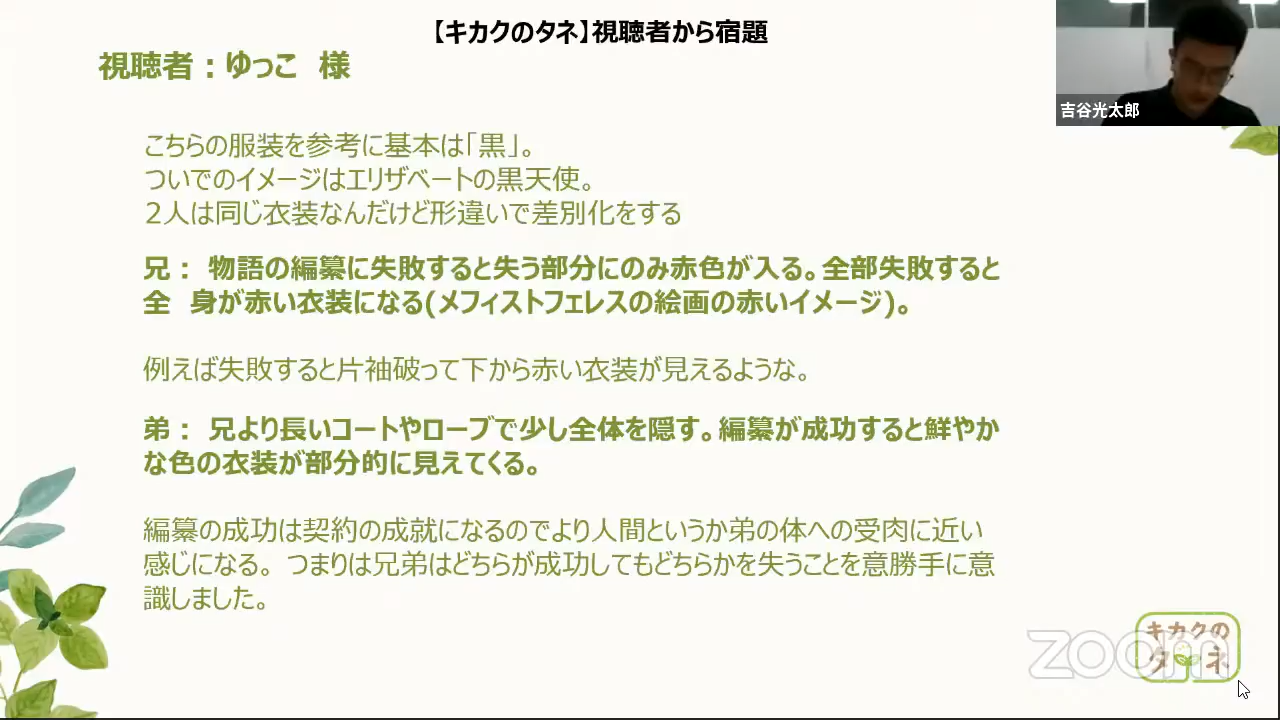 【キカクのタネ】視聴者から宿題
視聴者：ゆっこ　様
吉谷光太郎
こちらの服装を参考に基本は「黒」。
ついでのイメージはエリザベートの黒天使。
２人は同じ衣装なんだけど形違いで差別化をする
兄： 物語の編纂に失敗すると失う部分にのみ赤色が入る。全部失敗すると
全　身が赤い衣装になる(メフィストフェレスの絵画の赤いイメージ)。
例えば失敗すると片袖破って下から赤い衣装が見えるような。
弟： 兄より長いコートやローブで少し全体を隠す。編纂が成功すると鮮やか
な色の衣装が部分的に見えてくる。
編纂の成功は契約の成就になるのでより人間というか弟の体への受肉に近い
感じになる。つまりは兄弟はどちらが成功してもどちらかを失うことを意勝手に意
識しました。
zoom
キカクの
タネ